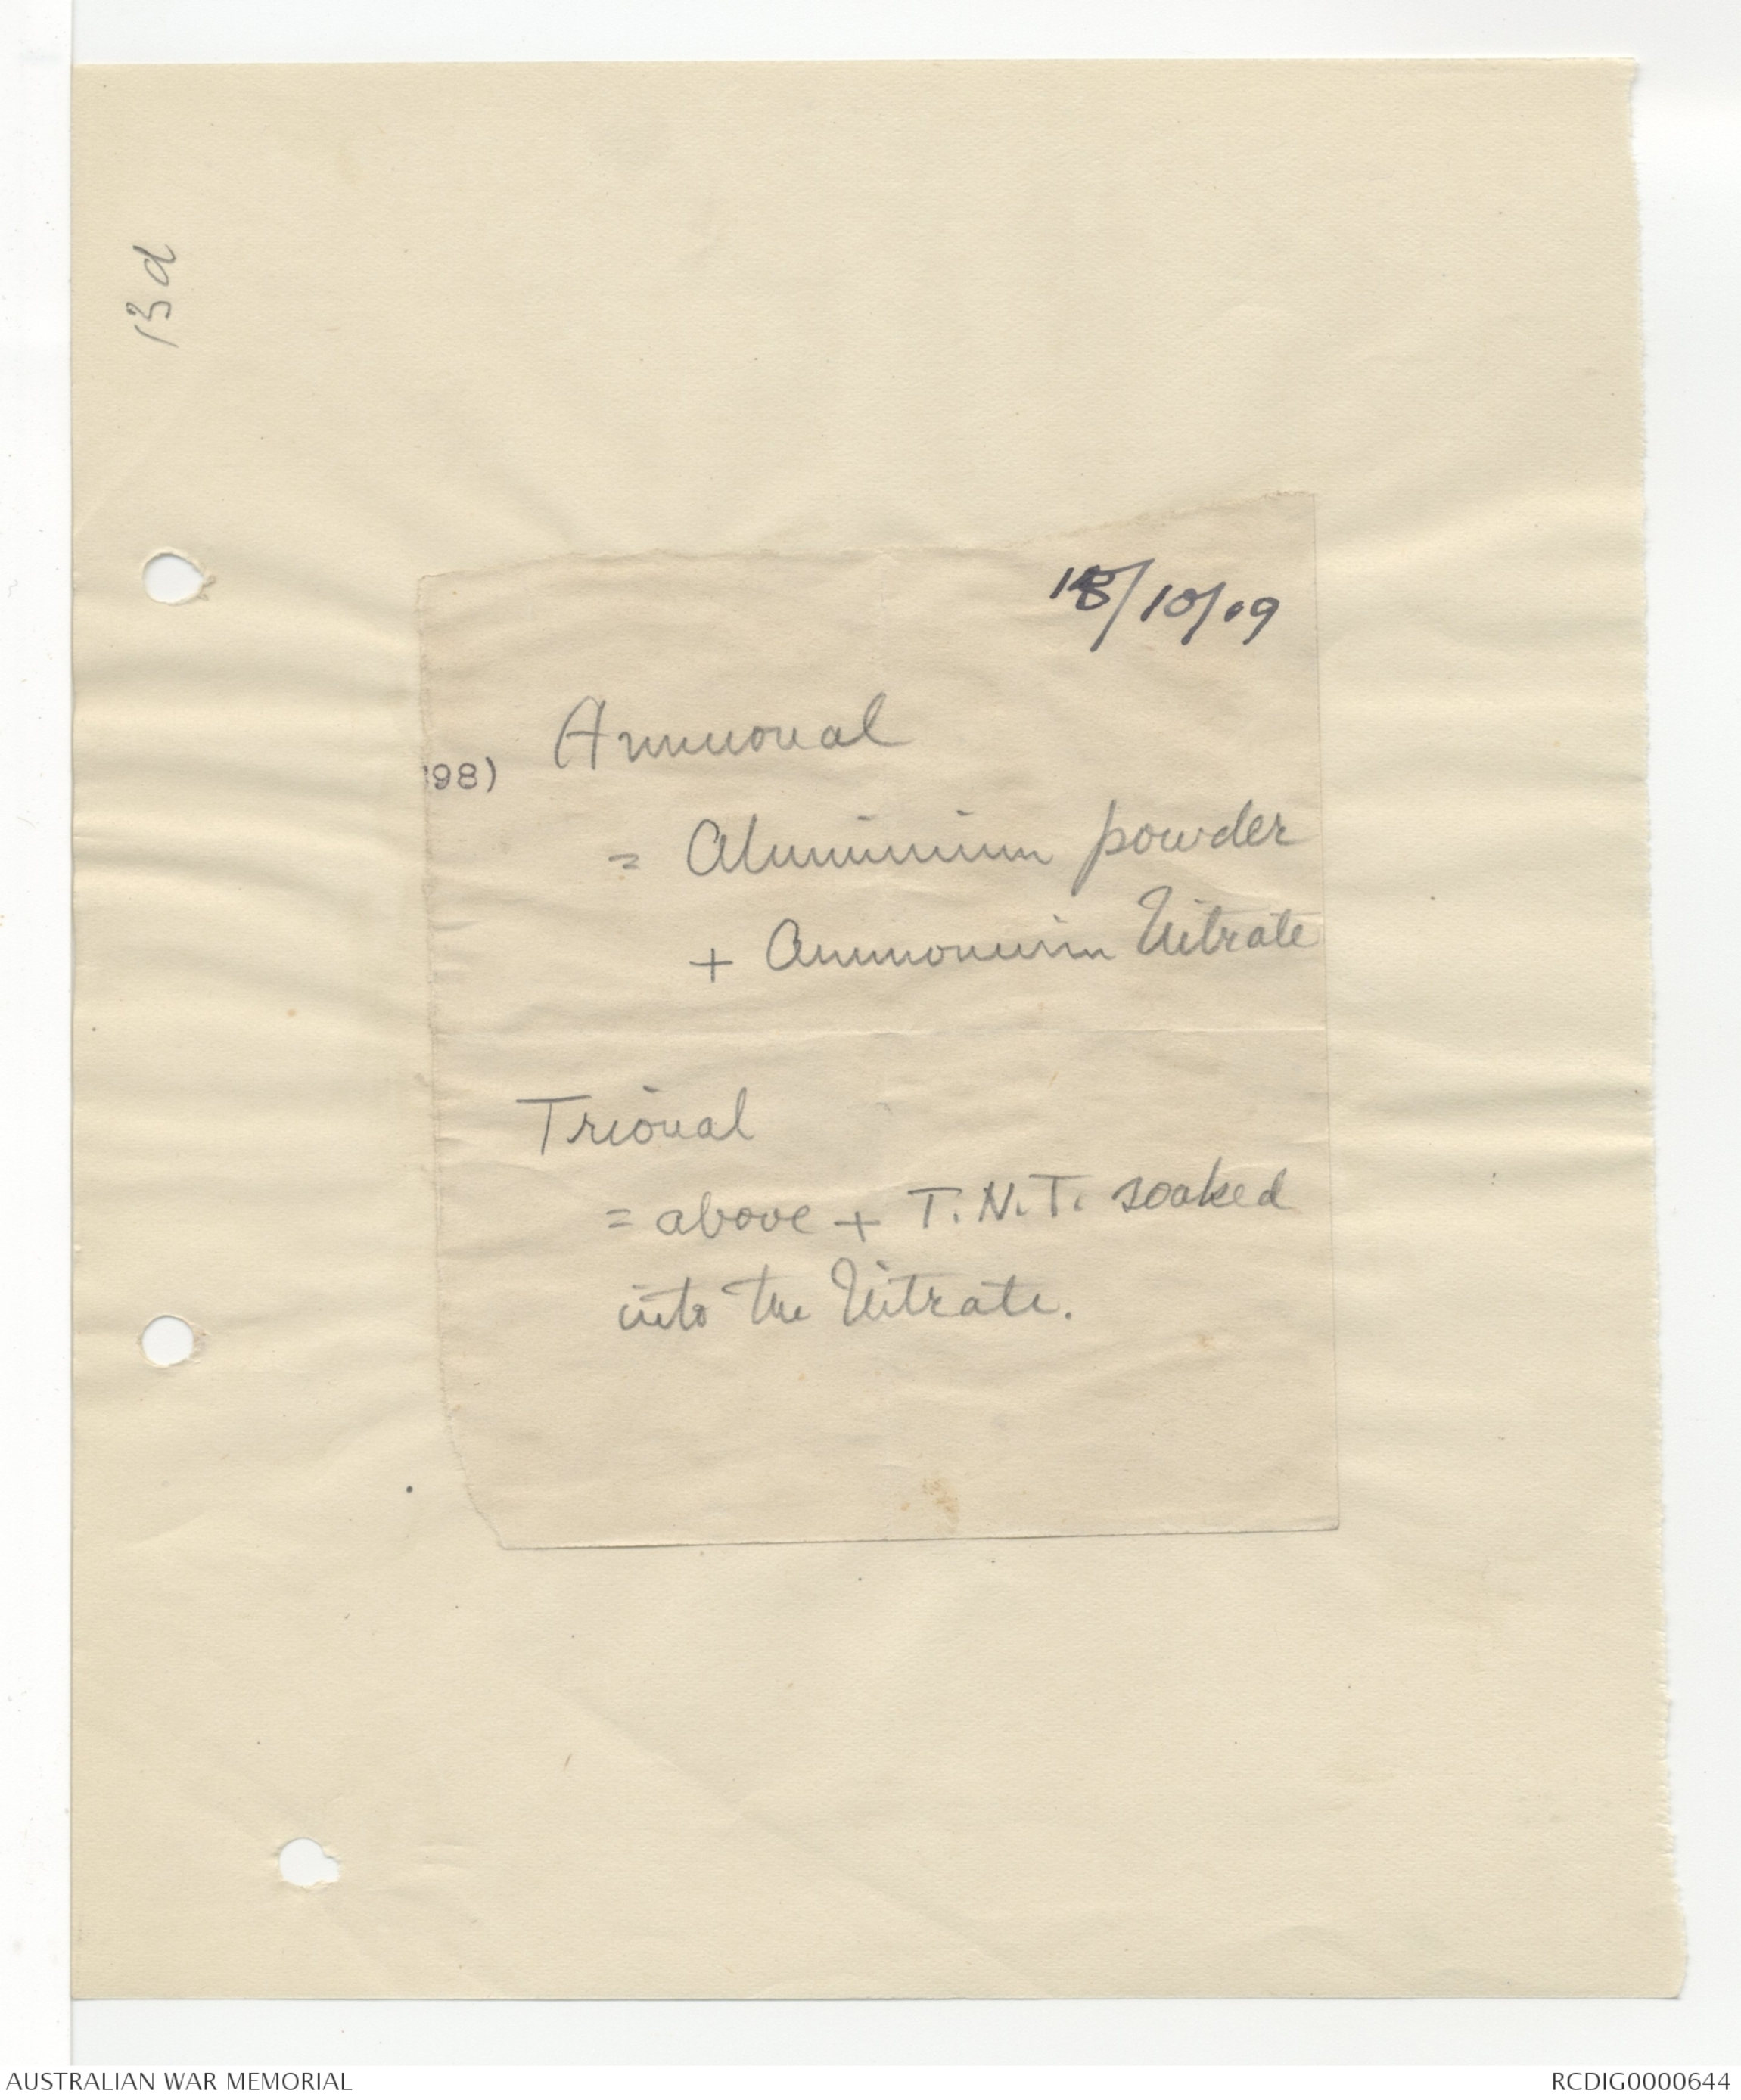 13d
18/10/09
Ammonal
98)
= Aluminium powder
+ Ammonium Nitrate
Trional
= above + T.N.T. soaked
into the Nitrate.
AUSTRALIAN WAR MEMORIAL
RCDIG0000644